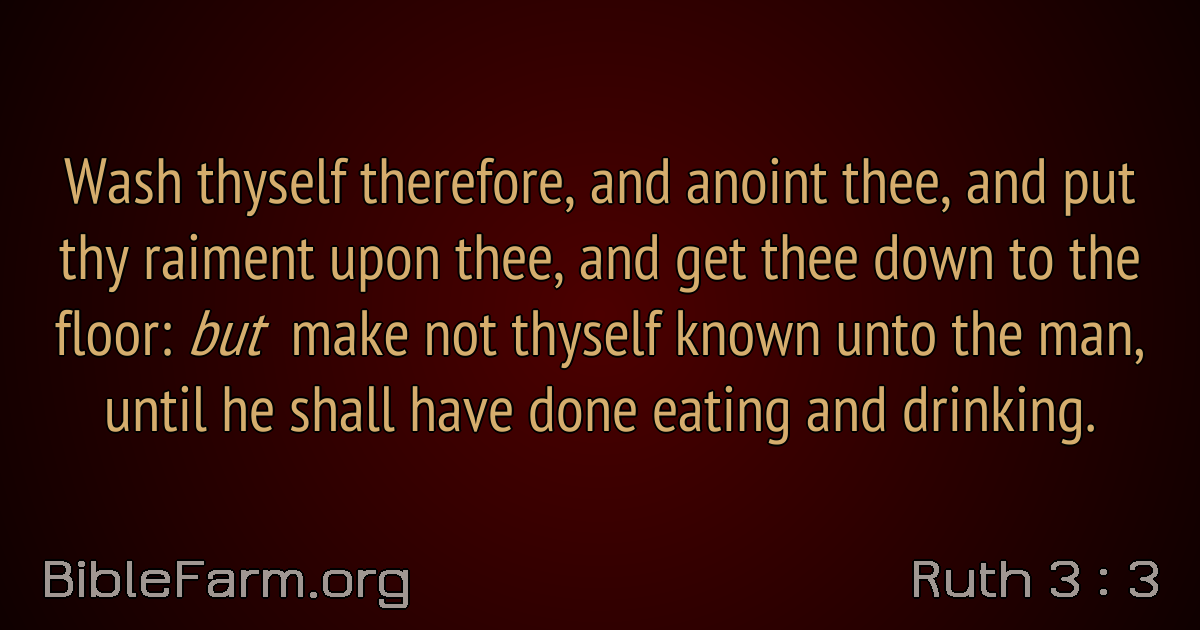 Wash thyself therefore, and anoint thee, and put
thy raiment upon thee, and get thee down to the
floor: but make not thyself known unto the man,
until he shall have done eating and drinking.
BibleFarm.org
Ruth 3 : 3